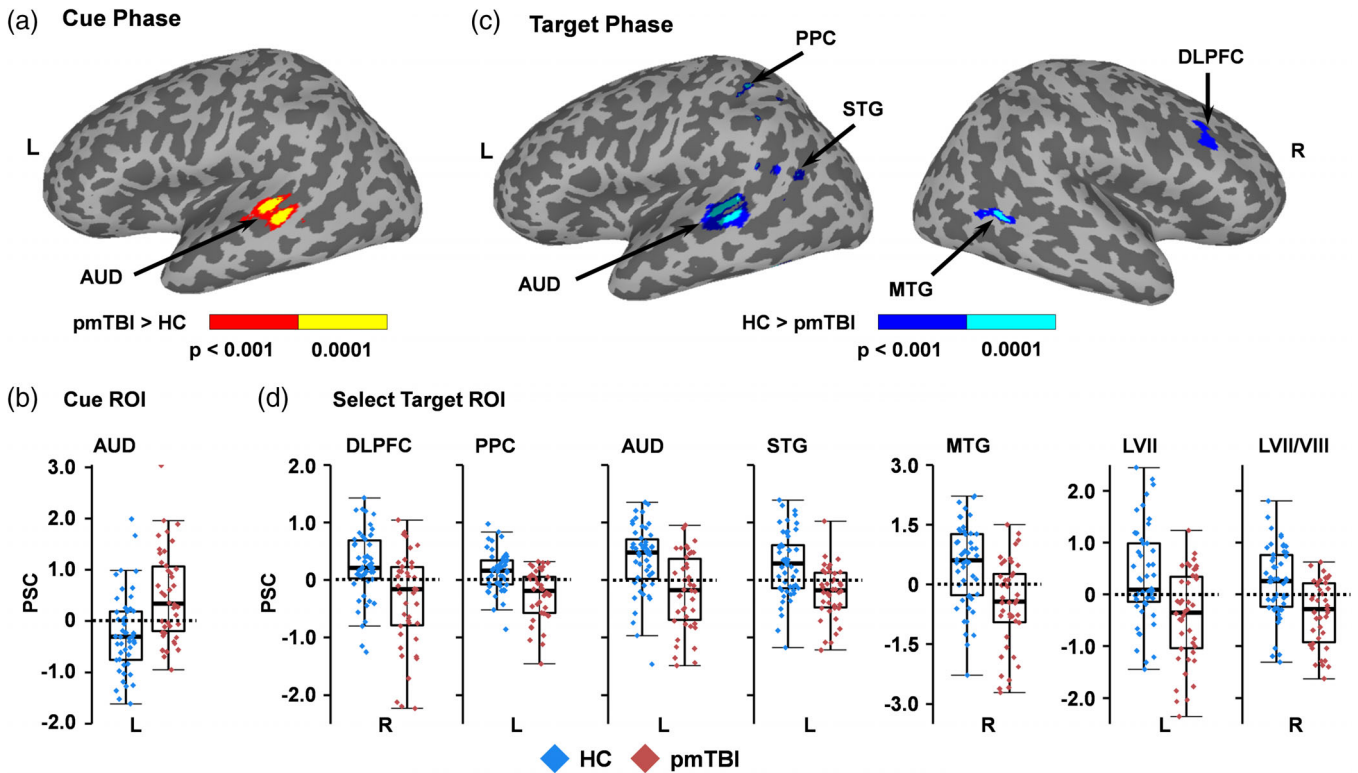 (a) Cue Phase
(c) Target Phase
PPC
DLPFC
STG
L
L
R
AUD
AUD
MTG
pmTBI > HC
p < 0.001 0.0001
HC > pmTBI
p < 0.001 0.0001
(b) Cue ROI
(d) Select Target ROI
AUD
DLPFC
PPC
AUD
STG
MTG
LVII
LVII/VIII
PSC
3.0
2.0
1.0
0
-1.0
-2.0
L
PSC
2.0
1.0
0
-1.0
-2.0
R
L
L
L
3.0
1.5
0
-1.5
-3.0
R
2.0
1.0
0
-1.0
-2.0
L
R
HC
pmTBI